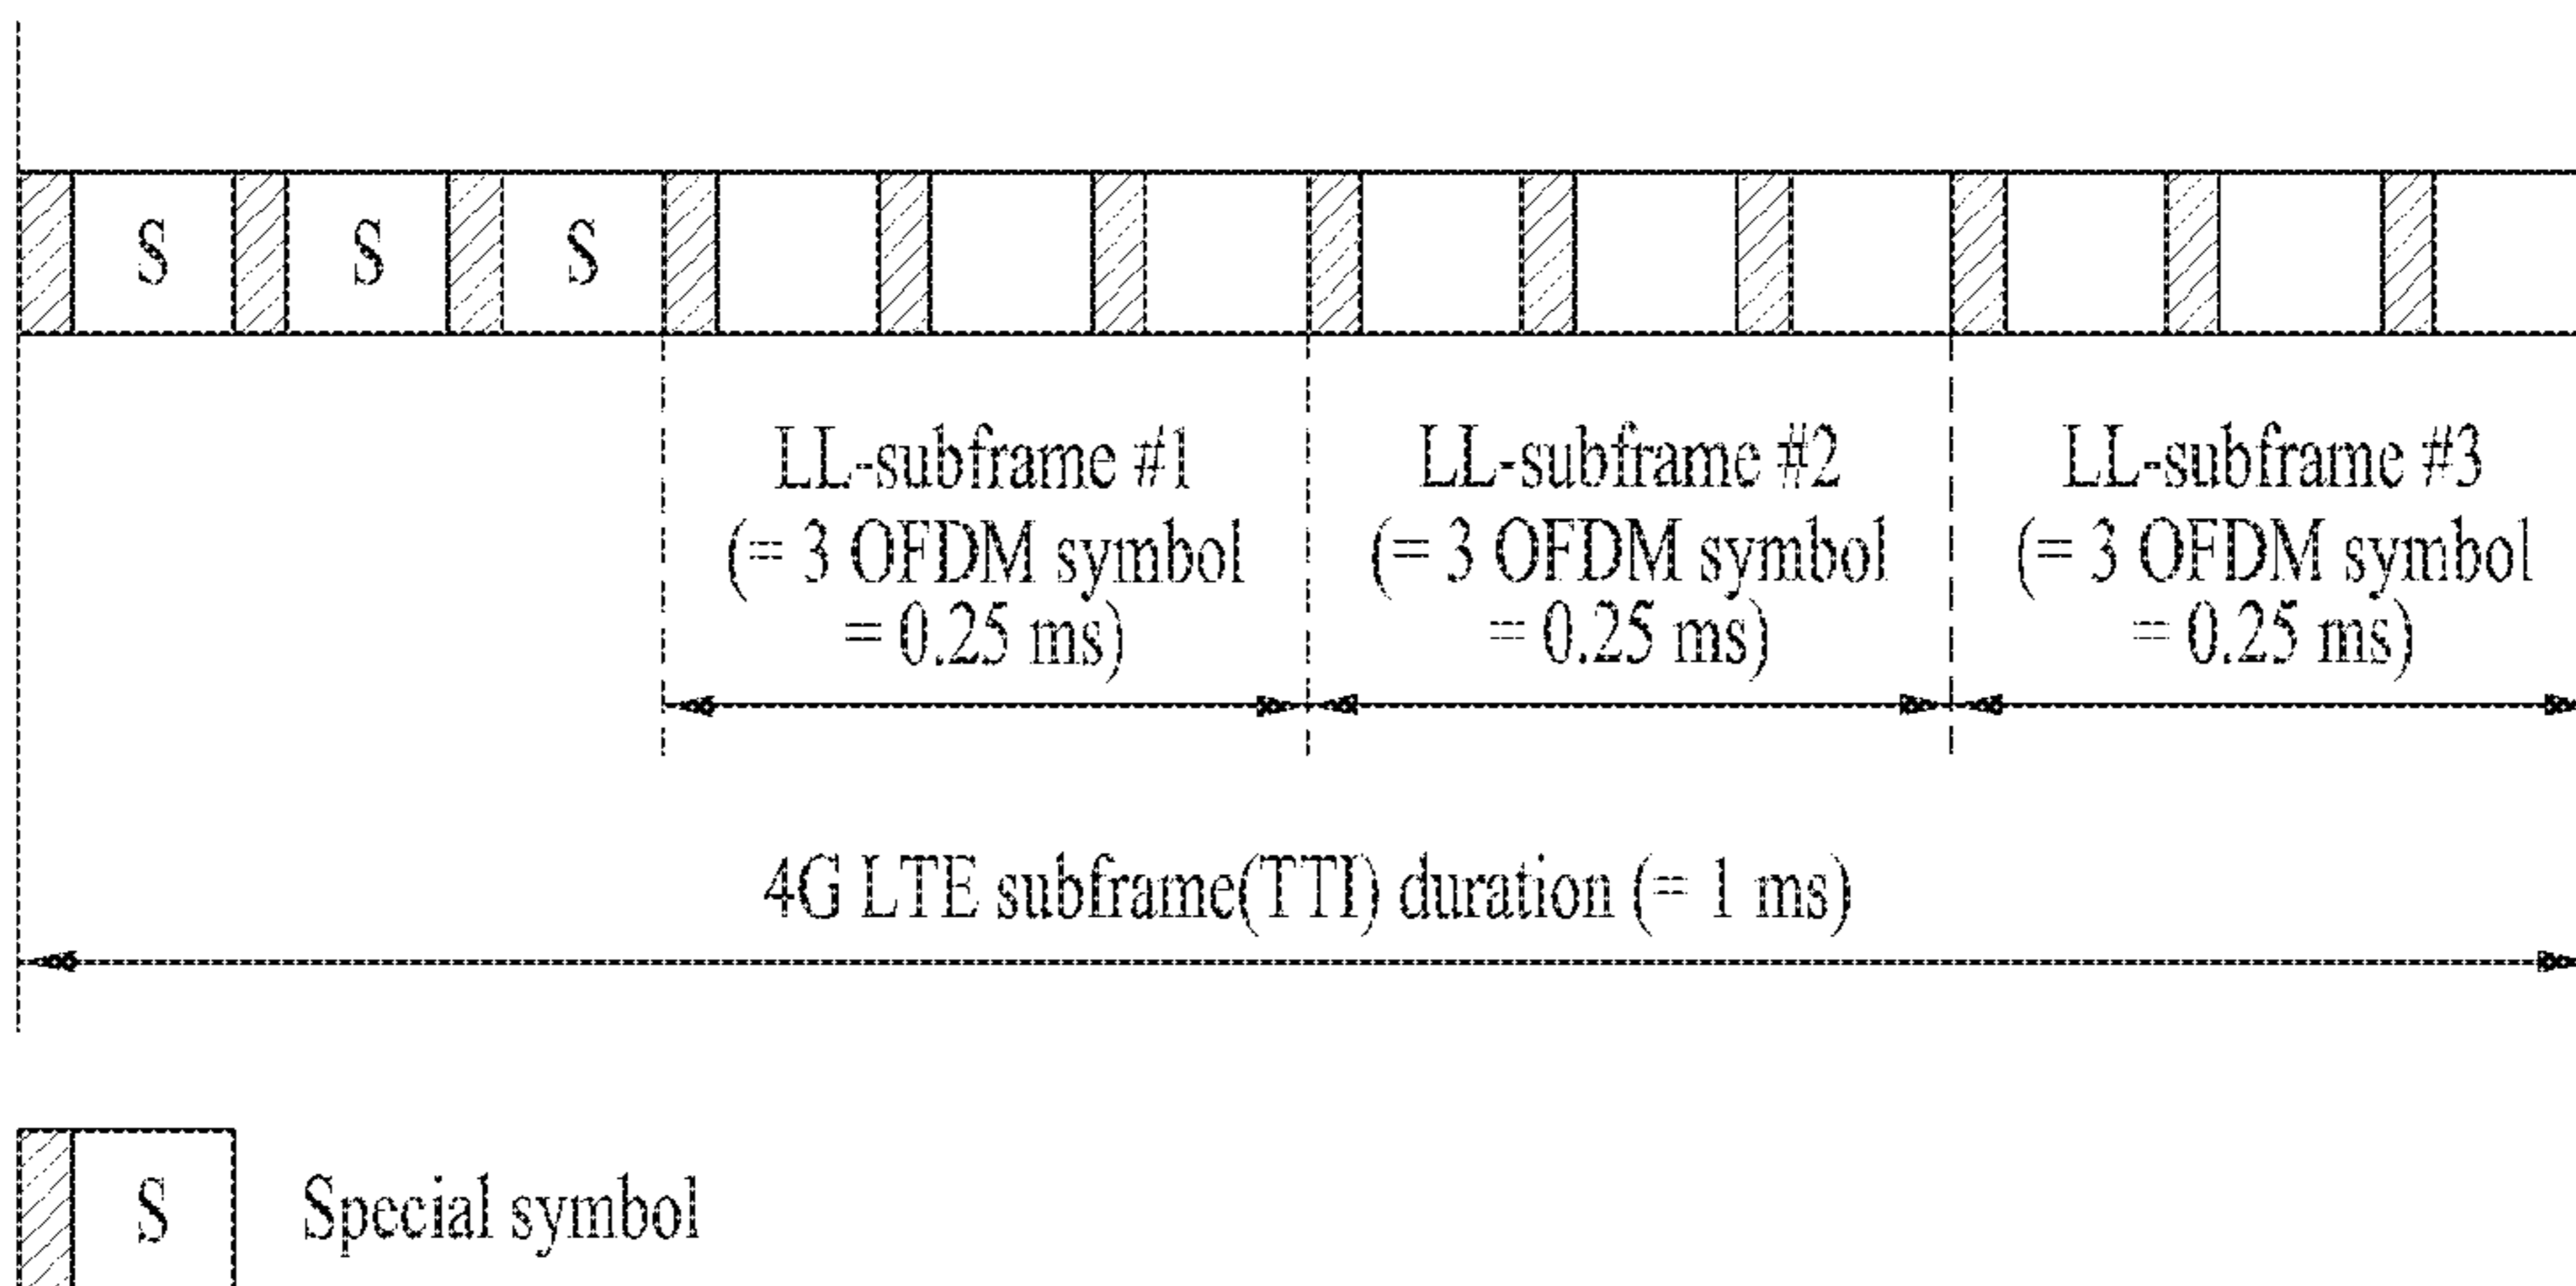 S S S
LL-subframe #1
(= 3 OFDM symbol
= 0.25 ms)
LL-subframe #2
(= 3 OFDM symbol
= 0.25 ms)
LL-subframe #3
(= 3 OFDM symbol
= 0.25 ms)
4G LTE subframe(TTI) duration (= 1 ms)
S Special symbol